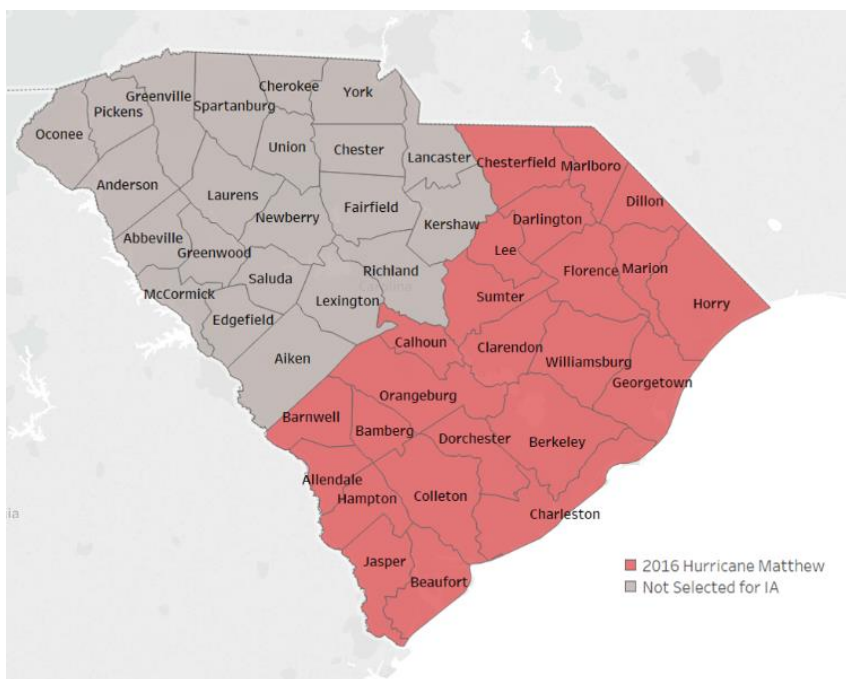 Cherokee
York
Greenville
Spartanburg
Pickens
Oconee
Union
Chester
Lancaster
Chesterfield
Marlboro
Anderson
Laurens
Dillon
Newberry
Fairfield
Kershaw
Darlington
Abbeville
Greenwood
Lee
Saluda
Richland
Florence
Marion
McCormick
Lexington
Sumter
Horry
Edgefield
Calhoun
Clarendon
Aiken
Williamsburg
Georgetown
Orangeburg
Barnwell
Bamberg
Dorchester
Berkeley
Allendale
Hampton
Colleton
Charleston
ia
Jasper
Beaufort
2016 Hurricane Matthew
Not Selected for IA